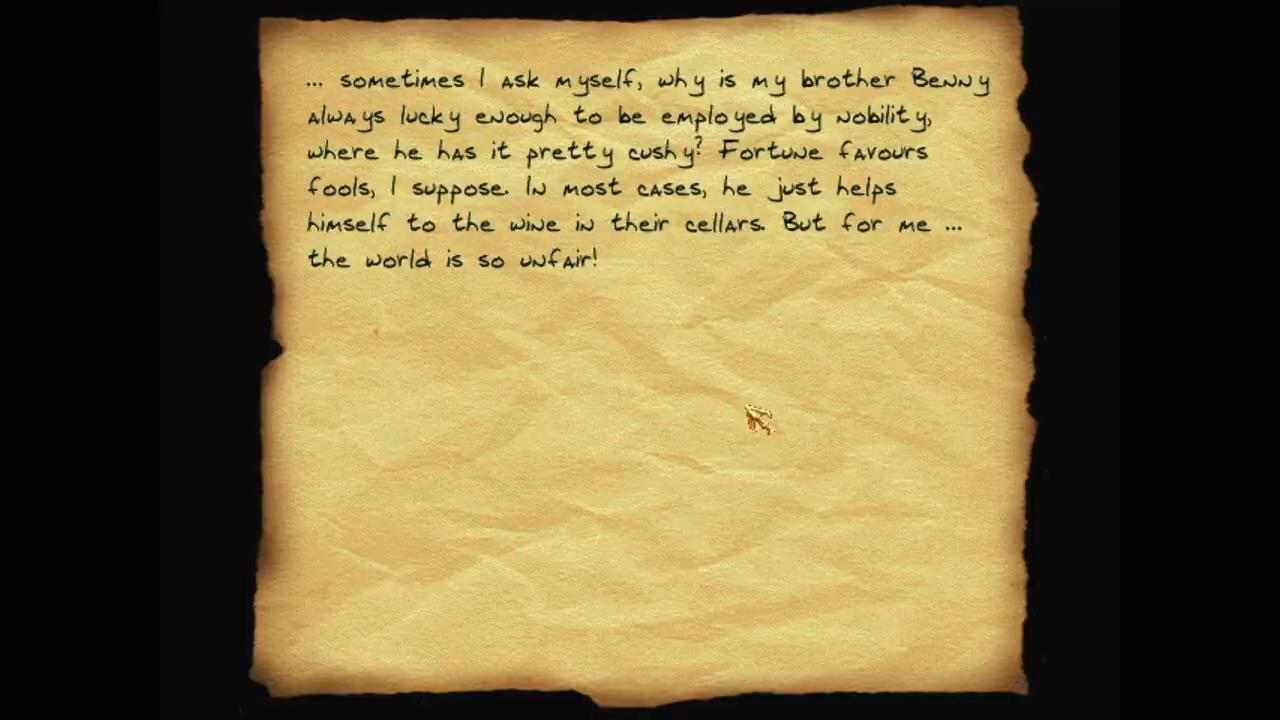 ... sometimes I ask myself, why is my brother Benny
always lucky enough to be employed by nobility,
where he has it pretty cushy? Fortune favours
fools, I suppose. In most cases, he just helps
himself to the wine in their cellars. But for me ...
the world is so unfair!